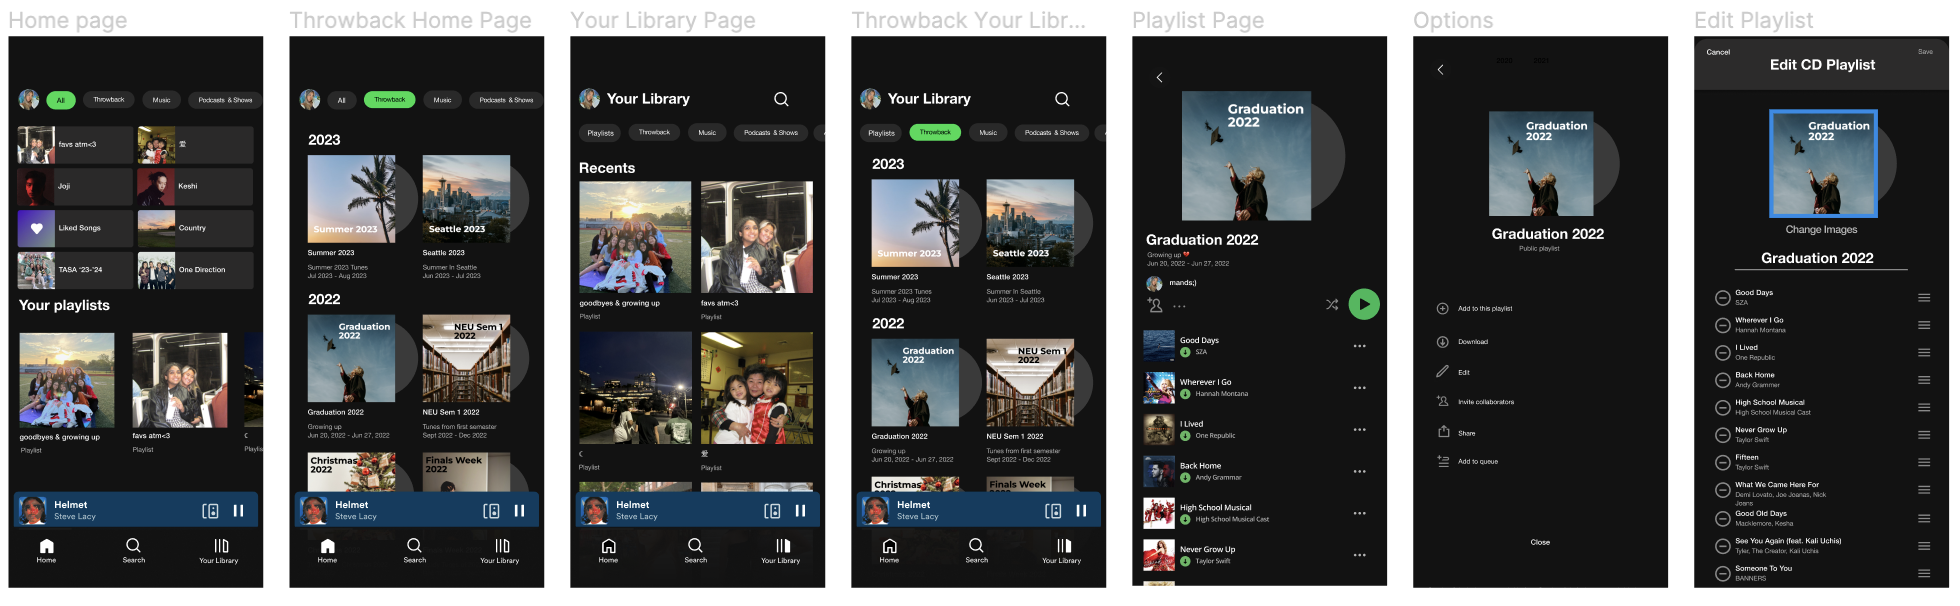 Home page
All
Throwback
Music
Podcasts & Shows
favs atm<3
爱
Joji
Keshi
Liked Songs
Country
TASA '23-'24
One Direction
Your playlists
goodbyes & growing up
Playlist
favs atm<3
Playlist
Helmet
Steve Lacy
Home
Search
Your Library
Throwback Home Page
All
Throwback
Music
Podcasts & Shows
2023
Summer 2023
Seattle 2023
Summer 2023
Summer 2023 Tunes
Jul 2023 - Aug 2023
Seattle 2023
Summer In Seattle
Jun 2023 - Jul 2023
2022
Graduation
2022
NEU Sem 1
2022
Graduation 2022
Growing up
Jun 20, 2022 - Jun 27, 2022
NEU Sem 1 2022
Tunes from first semester
Sept 2022 - Dec 2022
Christmas
2022
Finals Week
2022
Helmet
Steve Lacy
Home
Search
Your Library
Your Library Page
Your Library
Playlists
Throwback
Music
Podcasts & Shows
Recents
goodbyes & growing up
Playlist
favs atm<3
Playlist
☾
Playlist
爱
Playlist
Helmet
Steve Lacy
Home
Search
Your Library
Throwback Your Libr...
Your Library
Playlists
Throwback
Music
Podcasts & Shows
2023
Summer 2023
Seattle 2023
Summer 2023
Summer 2023 Tunes
Jul 2023 - Aug 2023
Seattle 2023
Summer In Seattle
Jun 2023 - Jul 2023
2022
Graduation
2022
NEU Sem 1
2022
Graduation 2022
Growing up
Jun 20, 2022 - Jun 27, 2022
NEU Sem 1 2022
Tunes from first semester
Sept 2022 - Dec 2022
Christmas
2022
Finals Week
2022
Helmet
Steve Lacy
Home
Search
Your Library
Playlist Page
Graduation
2022
Graduation 2022
Growing up 💔
Jun 20, 2022 - Jun 27, 2022
mands;)
Good Days
SZA
Wherever I Go
Hannah Montana
I Lived
One Republic
Back Home
Andy Grammar
High School Musical
High School Musical Cast
Never Grow Up
Taylor Swift
Options
Graduation
2022
Graduation 2022
Public playlist
Add to this playlist
Download
Edit
Invite collaborators
Share
Add to queue
Close
Edit Playlist
Cancel
Save
Edit CD Playlist
Graduation
2022
Change Images
Graduation 2022
Good Days
SZA
Wherever I Go
Hannah Montana
I Lived
One Republic
Back Home
Andy Grammer
High School Musical
High School Musical Cast
Never Grow Up
Taylor Swift
Fifteen
Taylor Swift
What We Came Here For
Demi Lovato, Joe Joanas, Nick
Joans
Good Old Days
Macklemore, Kesha
See You Again (feat. Kali Uchis)
Tyler, The Creator, Kali Uchis
Someone To You
BANNERS